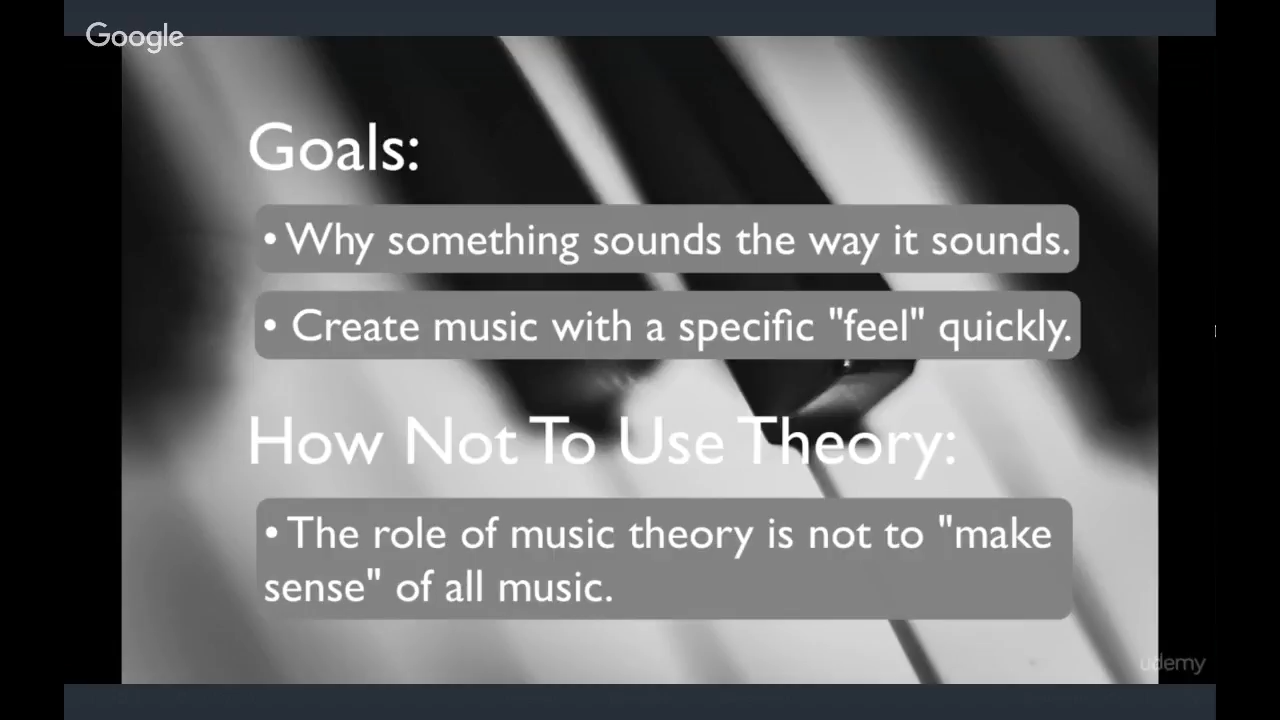 Google
Goals:
• Why something sounds the way it sounds.
• Create music with a specific "feel" quickly.
How Not To Use Theory:
• The role of music theory is not to "make
sense" of all music.
udemy